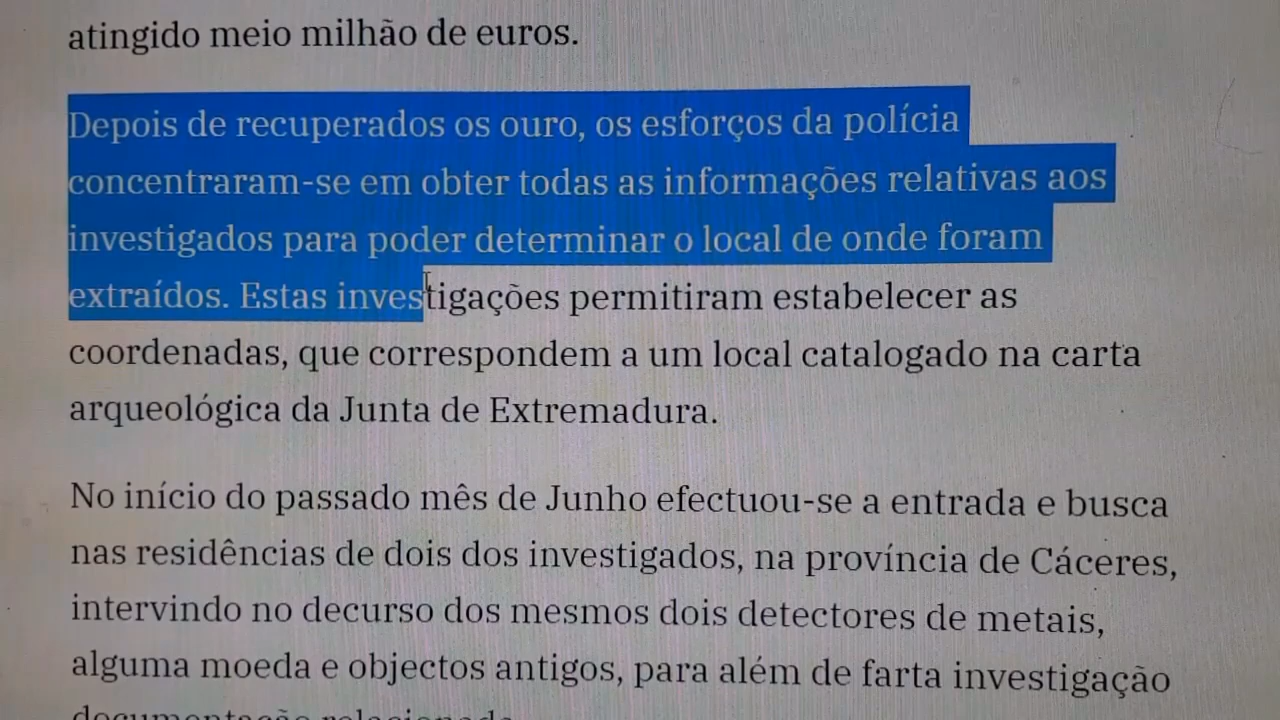 atingido meio milhão de euros.
Depois de recuperados os ouro, os esforços da polícia
concentraram-se em obter todas as informações relativas aos
investigados para poder determinar o local de onde foram
extraídos. Estas investigações permitiram estabelecer as
coordenadas, que correspondem a um local catalogado na carta
arqueológica da Junta de Extremadura.
No início do passado mês de Junho efectuou-se a entrada e busca
nas residências de dois dos investigados, na província de Cáceres,
intervindo no decurso dos mesmos dois detectores de metais,
alguma moeda e objectos antigos, para além de farta investigação
documentação relacionada.